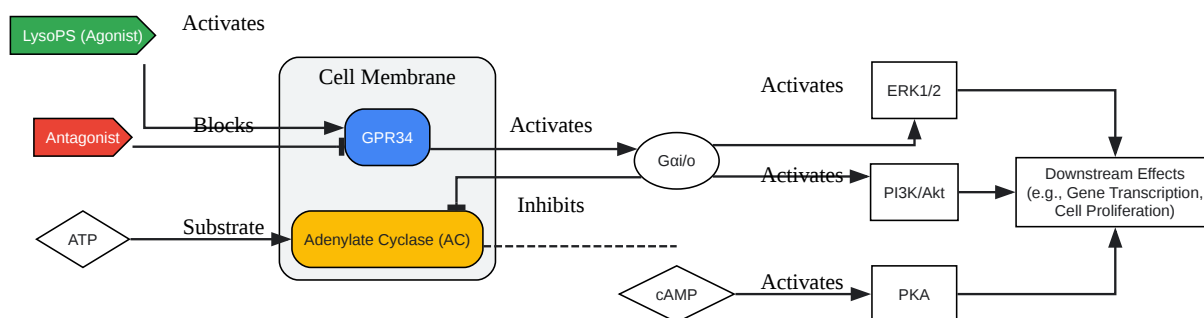 LysoPS (Agonist)
Activates
Cell Membrane
Antagonist
Blocks
GPR34
Activates
Gαi/o
Activates
ERK1/2
Activates
PI3K/Akt
Downstream Effects
(e.g., Gene Transcription,
Cell Proliferation)
Inhibits
ATP
Substrate
Adenylate Cyclase (AC)
cAMP
Activates
PKA